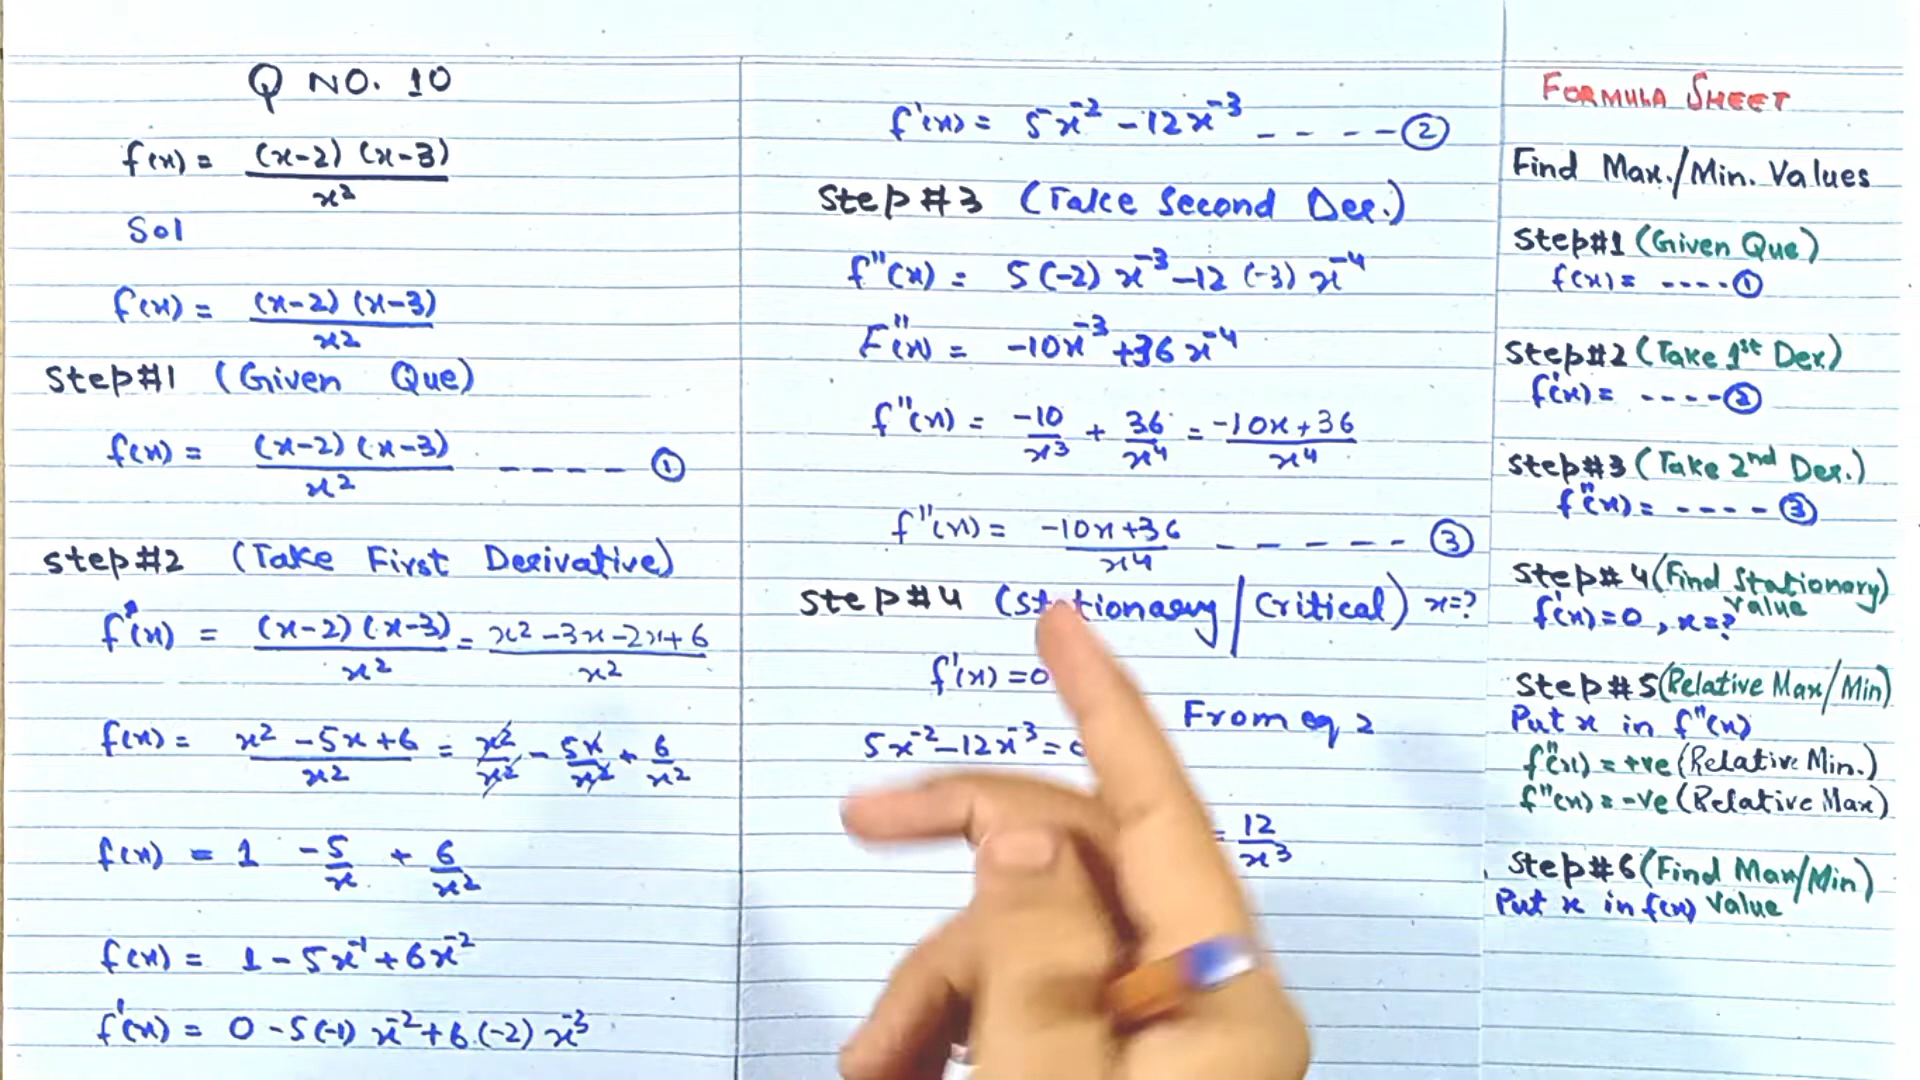 Q NO. 10
f(x) = (x-2) (x-3) / x²
Sol
f(x) = (x-2) (x-3) / x²
Step#1 (Given Que)
f(x) = (x-2) (x-3) / x² ---- ①
Step#2 (Take First Derivative)
f'(x) = (x-2) (x-3) / x² = x² -3x -2x +6 / x²
f(x) = x² -5x +6 / x² = x²/x² - 5x/x² + 6/x²
f(x) = 1 - 5/x + 6/x²
f(x) = 1 - 5x⁻¹ + 6x⁻²
f'(x) = 0 - 5(-1) x⁻² + 6.(-2) x⁻³
f'(x) = 5x⁻² - 12x⁻³ ---- ②
Step#3 (Take Second Der.)
f''(x) = 5(-2) x⁻³ - 12 (-3) x⁻⁴
F''(x) = -10x⁻³ + 36x⁻⁴
f''(x) = -10/x³ + 36/x⁴ = -10x+36 / x⁴
f''(x) = -10x+36 / x⁴ ----- ③
Step#4 (Stationary/Critical) x=?
f'(x) = 0
From eq 2
5x⁻² - 12x⁻³ =
= 12/x³
FORMULA SHEET
Find Max./Min. Values
Step#1 (Given Que)
f(x) = ---- ①
Step#2 (Take 1st Der.)
f'(x) = ---- ②
Step#3 (Take 2nd Der.)
f''(x) = ---- ③
Step#4 (Find Stationary)
Value
f'(x)=0, x=?
Step#5 (Relative Max/Min)
Put x in f''(x)
f''(x) = +ve (Relative Min.)
f''(x) = -ve (Relative Max)
Step#6 (Find Max/Min)
Put x in f(x) Value